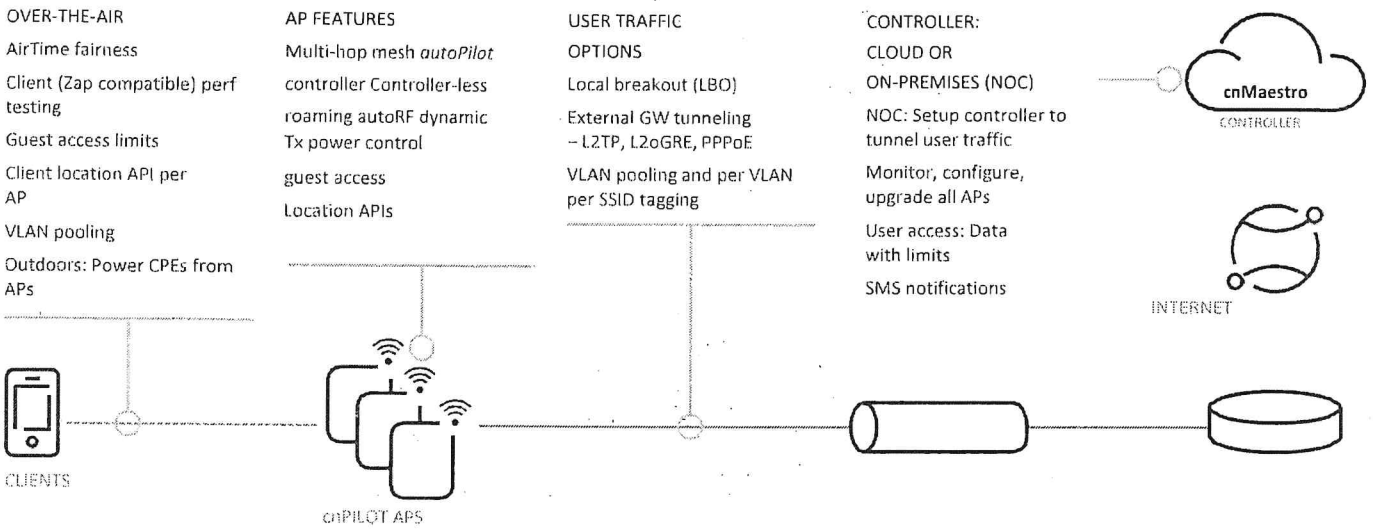 OVER-THE-AIR
AirTime fairness
Client (Zap compatible) perf
testing
Guest access limits
Client location API per
AP
VLAN pooling
Outdoors: Power CPEs from
APs
AP FEATURES
Multi-hop mesh autoPilot
controller Controller-less
roaming autoRF dynamic
Tx power control
guest access
Location APIs
USER TRAFFIC
OPTIONS
Local breakout (LBO)
External GW tunneling
– L2TP, L2oGRE, PPPoE
VLAN pooling and per VLAN
per SSID tagging
CONTROLLER:
CLOUD OR
ON-PREMISES (NOC)
NOC: Setup controller to
tunnel user traffic
Monitor, configure,
upgrade all APs
User access: Data
with limits
SMS notifications
cnMaestro
CONTROLLER
INTERNET
CLIENTS
cnPILOT APS